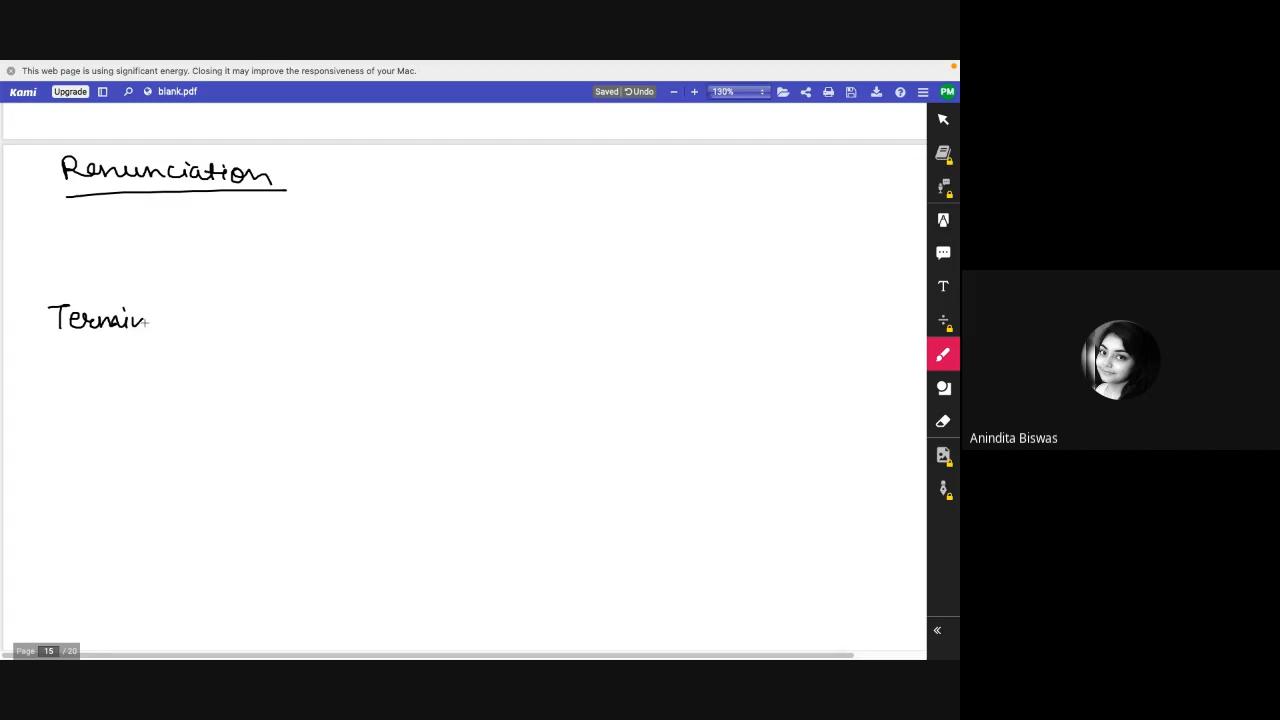 This web page is using significant energy. Closing it may improve the responsiveness of your Mac.
Kami Upgrade blank.pdf Saved Undo 130% PM
Renunciation
Termin
T
Anindita Biswas
Page 15 / 20